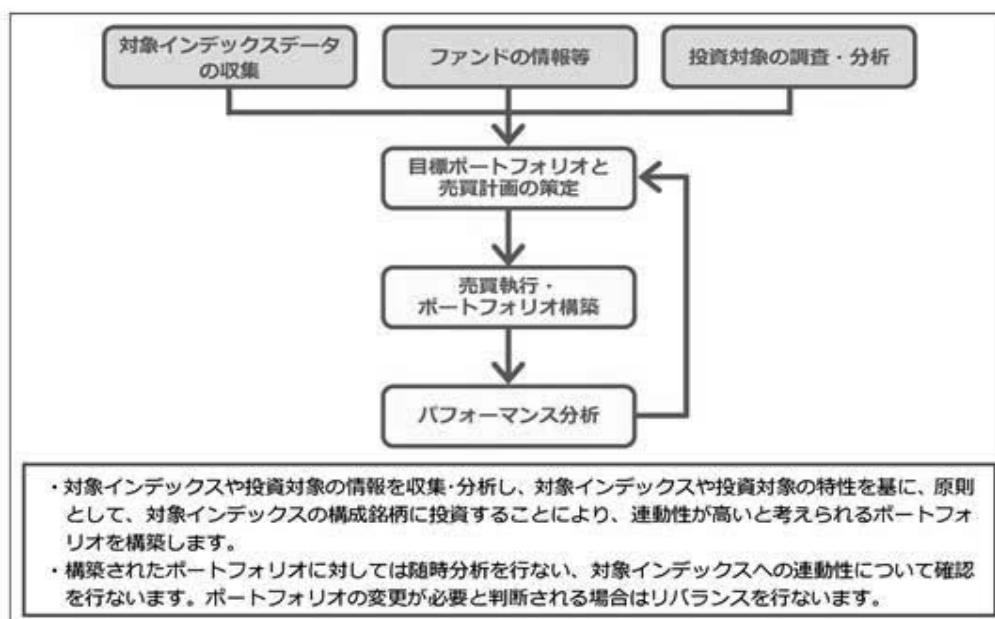 対象インデックスデータ
の収集
ファンドの情報等
投資対象の調査・分析
目標ポートフォリオと
売買計画の策定
売買執行・
ポートフォリオ構築
パフォーマンス分析
・対象インデックスや投資対象の情報を収集・分析し、対象インデックスや投資対象の特性を基に、原則
として、対象インデックスの構成銘柄に投資することにより、連動性が高いと考えられるポートフォ
リオを構築します。
・構築されたポートフォリオに対しては随時分析を行ない、対象インデックスへの連動性について確認
を行ないます。ポートフォリオの変更が必要と判断される場合はリバランスを行ないます。